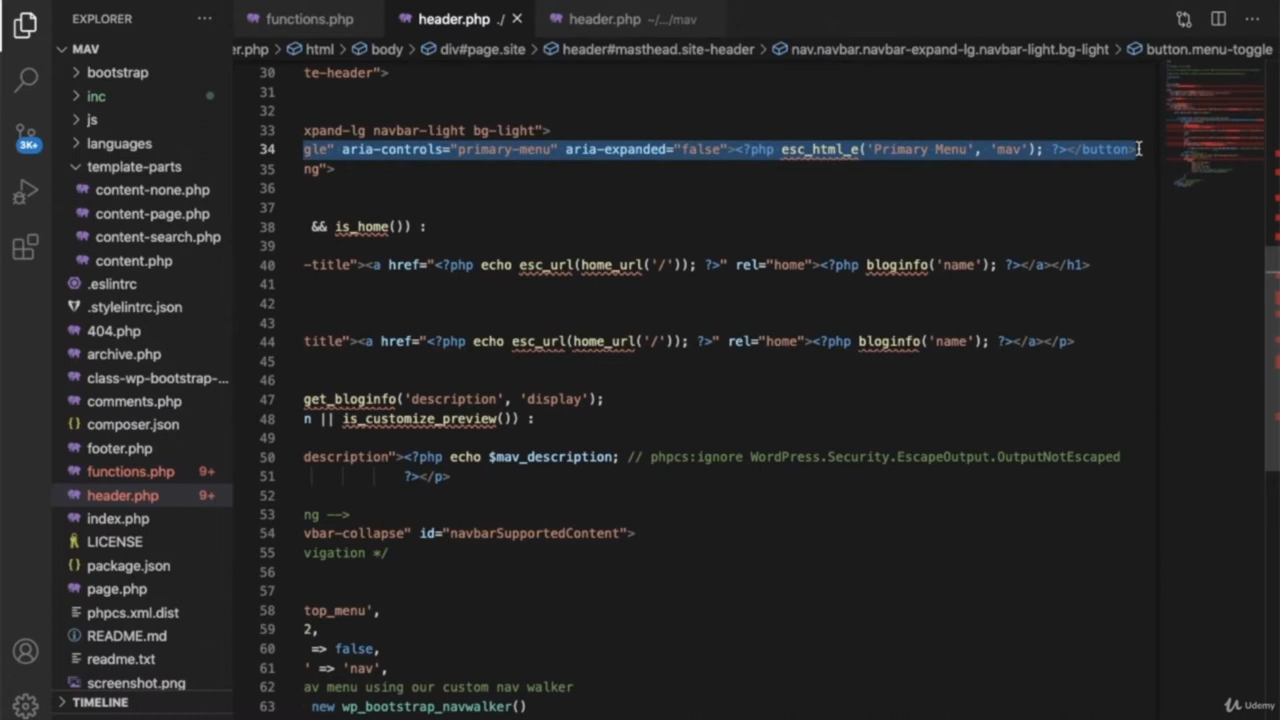 EXPLORER
functions.php
header.php ./
header.php ~/.../mav
MAV
er.php > html > body > div#page.site > header#masthead.site-header > nav.navbar.navbar-expand-lg.navbar-light.bg-light > button.menu-toggle
bootstrap
inc
js
languages
template-parts
content-none.php
content-page.php
content-search.php
content.php
.eslintrc
.stylelintrc.json
404.php
archive.php
class-wp-bootstrap-...
comments.php
composer.json
footer.php
functions.php 9+
header.php 9+
index.php
LICENSE
package.json
page.php
phpcs.xml.dist
README.md
readme.txt
screenshot.png
TIMELINE
3K+
30 te-header">
31
32
33 xpand-lg navbar-light bg-light">
34 gle" aria-controls="primary-menu" aria-expanded="false"><?php esc_html_e('Primary Menu', 'mav'); ?></button>
35 ng">
36
37
38 && is_home()) :
39
40 -title"><a href="<?php echo esc_url(home_url('/')); ?>" rel="home"><?php bloginfo('name'); ?></a></h1>
41
42
43
44 title"><a href="<?php echo esc_url(home_url('/')); ?>" rel="home"><?php bloginfo('name'); ?></a></p>
45
46
47 get_bloginfo('description', 'display');
48 n || is_customize_preview()) :
49
50 description"><?php echo $mav_description; // phpcs:ignore WordPress.Security.EscapeOutput.OutputNotEscaped
51 ?></p>
52
53 ng -->
54 vbar-collapse" id="navbarSupportedContent">
55 vigation */
56
57
58 top_menu',
59 2,
60 => false,
61 ' => 'nav',
62 av menu using our custom nav walker
63 new wp_bootstrap_navwalker()
Udemy